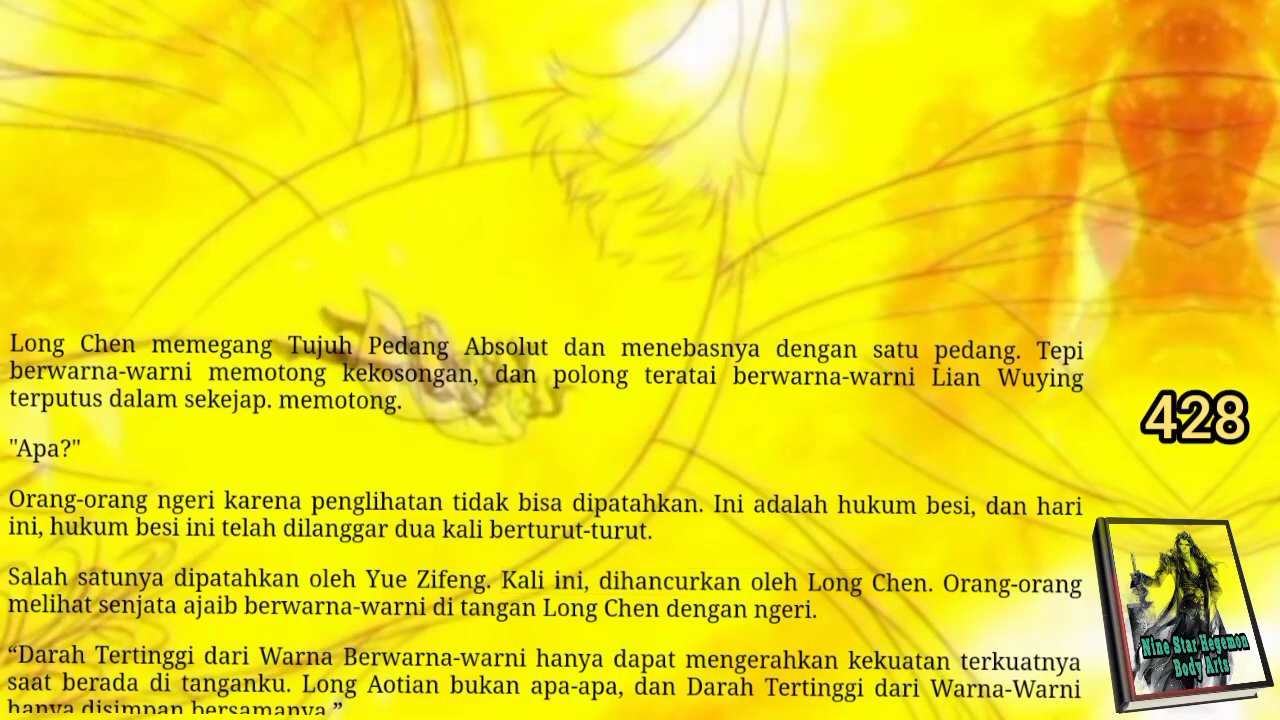 Long Chen memegang Tujuh Pedang Absolut dan menebasnya dengan satu pedang. Tepi
berwarna-warni memotong kekosongan, dan polong teratai berwarna-warni Lian Wuying
terputus dalam sekejap. memotong.
"Apa?"
Orang-orang ngeri karena penglihatan tidak bisa dipatahkan. Ini adalah hukum besi, dan hari
ini, hukum besi ini telah dilanggar dua kali berturut-turut.
Salah satunya dipatahkan oleh Yue Zifeng. Kali ini, dihancurkan oleh Long Chen. Orang-orang
melihat senjata ajaib berwarna-warni di tangan Long Chen dengan ngeri.
“Darah Tertinggi dari Warna Berwarna-warni hanya dapat mengerahkan kekuatan terkuatnya
saat berada di tanganku. Long Aotian bukan apa-apa, dan Darah Tertinggi dari Warna-Warni
hanya disimpan bersamanya.”
428
Nine Star Hegemon
Body Arts